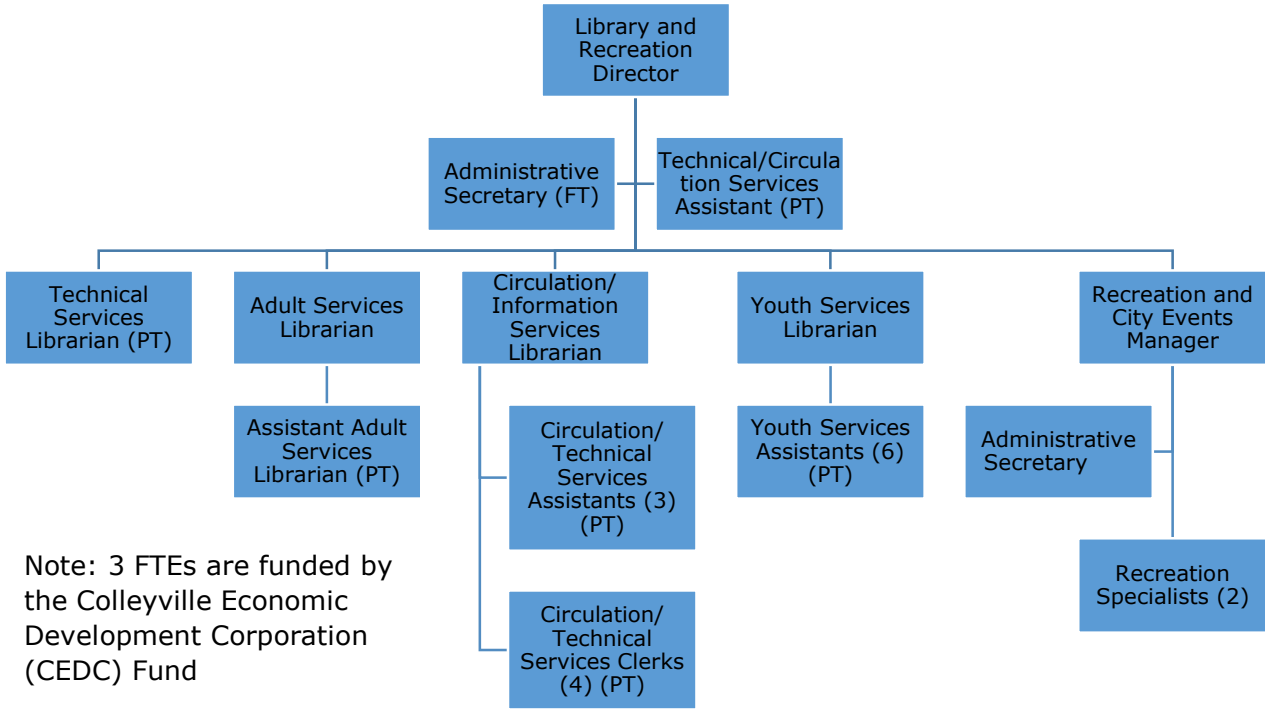 Library and
Recreation
Director
Administrative
Secretary (FT)
Technical/Circula
tion Services
Assistant (PT)
Technical
Services
Librarian (PT)
Adult Services
Librarian
Circulation/
Information
Services
Librarian
Youth Services
Librarian
Recreation and
City Events
Manager
Assistant Adult
Services
Librarian (PT)
Circulation/
Technical
Services
Assistants (3)
(PT)
Youth Services
Assistants (6)
(PT)
Administrative
Secretary
Circulation/
Technical
Services Clerks
(4) (PT)
Recreation
Specialists (2)
Note: 3 FTEs are funded by
the Colleyville Economic
Development Corporation
(CEDC) Fund